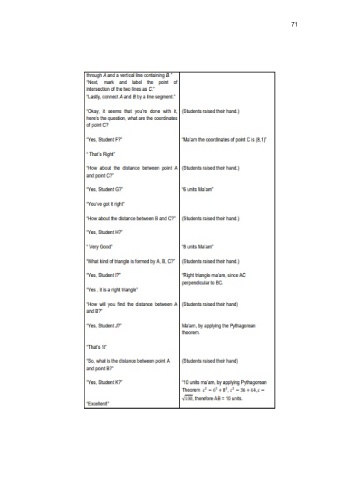 71
through A and a vertical line containing B."
"Next, mark and label the point of
intersection of the two lines as C."
"Lastly, connect A and B by a line segment."
"Okay, it seems that you're done with it,
here's the question, what are the coordinates
of point C?
(Students raised their hand.)
"Yes, Student F?"
"Ma'am the coordinates of point C is (8,1)"
" That's Right"
"How about the distance between point A
and point C?"
(Students raised their hand.)
"Yes, Student G?"
"6 units Ma'am"
"You've got it right"
"How about the distance between B and C?"
(Students raised their hand.)
"Yes, Student H?"
" Very Good"
"8 units Ma'am"
"What kind of triangle is formed by A, B, C?"
(Students raised their hand.)
"Yes, Student I?"
"Right triangle ma'am, since AC
perpendicular to BC.
"Yes , it is a right triangle"
"How will you find the distance between A
and B?"
(Students raised their hand)
"Yes, Student J?"
Ma'am, by applying the Pythagorean
theorem.
"That's it"
"So, what is the distance between point A
and point B?"
(Students raised their hand)
"Yes, Student K?"
"10 units ma'am, by applying Pythagorean
Theorem c² = 6² + 8², c² = 36 + 64, c =
√100, therefore AB = 10 units.
"Excellent!"